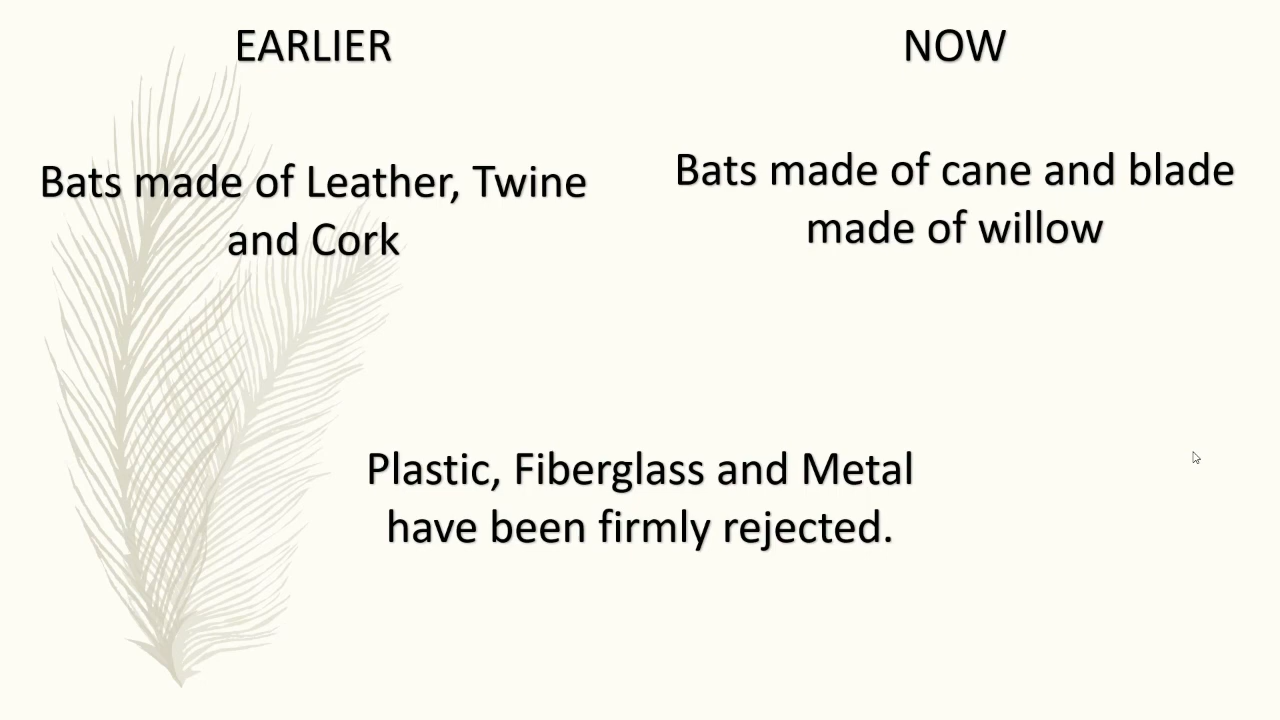 EARLIER
NOW
Bats made of Leather, Twine
and Cork
Bats made of cane and blade
made of willow
Plastic, Fiberglass and Metal
have been firmly rejected.